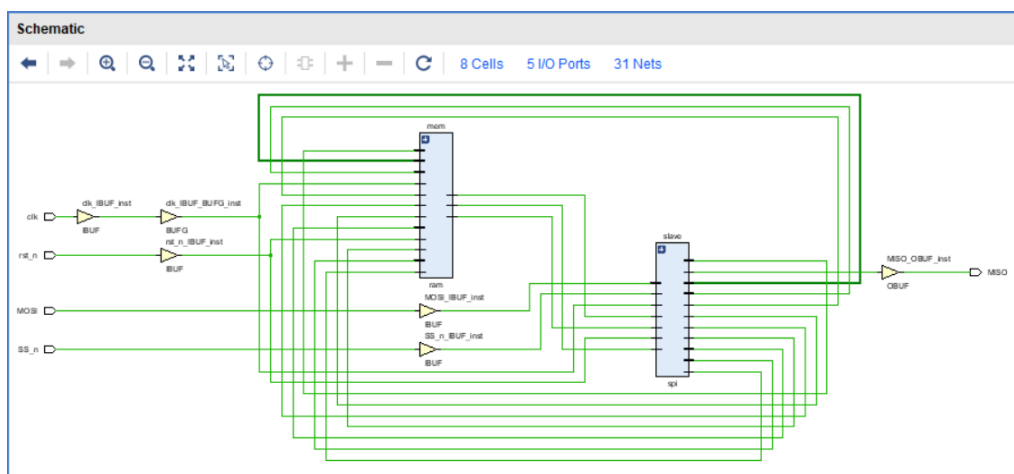 Schematic
8 Cells 5 I/O Ports 31 Nets
mem
clk_IBUF_inst clk_IBUF_BUFG_inst
clk
IBUF BUFG
rst_n_IBUF_inst
rst_n
IBUF
slave
MISO_OBUF_inst
MISO
OBUF
ram
MOSI_IBUF_inst
MOSI
IBUF
SS_n_IBUF_inst
SS_n
IBUF
spi